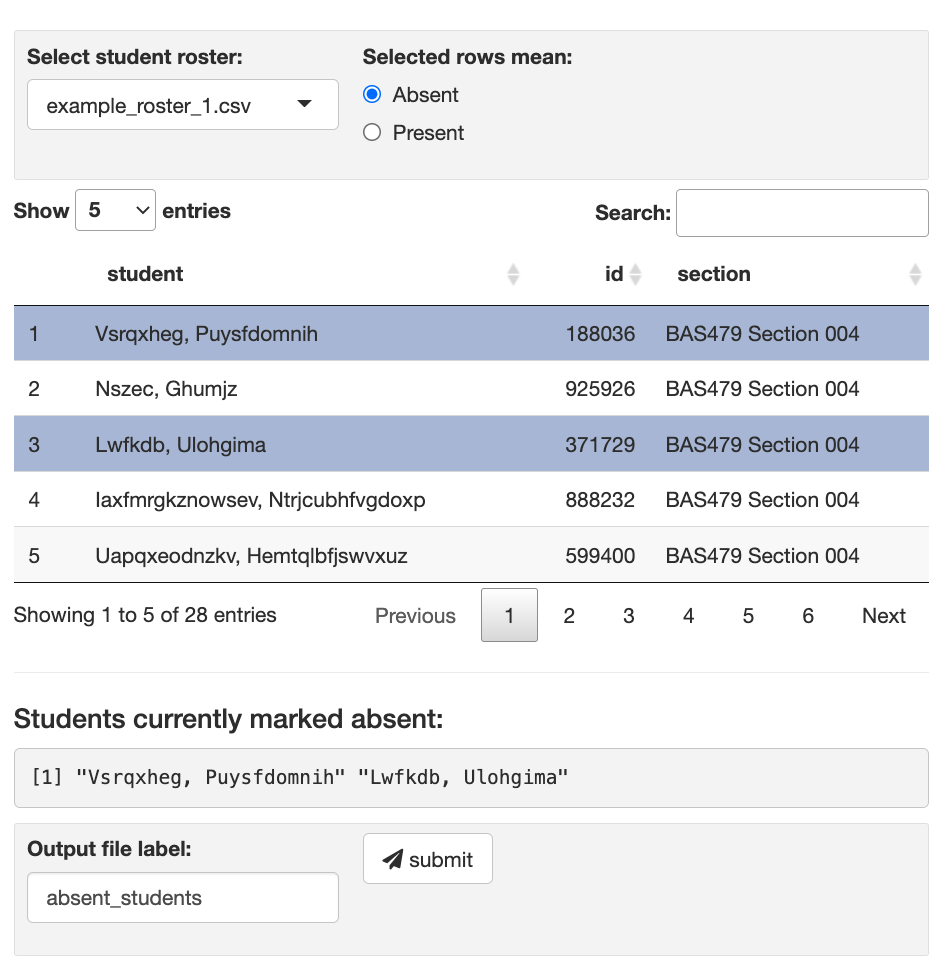 Select student roster: Selected rows mean:
example_roster_1.csv Absent
Present
Show 5 entries Search:
student id section
1 Vsrqxheg, Puysfdomnih 188036 BAS479 Section 004
2 Nszec, Ghumjz 925926 BAS479 Section 004
3 Lwfkdb, Ulohgima 371729 BAS479 Section 004
4 Iaxfmrgkznowsev, Ntrjcubhfvgdoxp 888232 BAS479 Section 004
5 Uapqxeodnzkv, Hemtqlbfjswvxuz 599400 BAS479 Section 004
Showing 1 to 5 of 28 entries Previous 1 2 3 4 5 6 Next
Students currently marked absent:
[1] "Vsrqxheg, Puysfdomnih" "Lwfkdb, Ulohgima"
Output file label: submit
absent_students